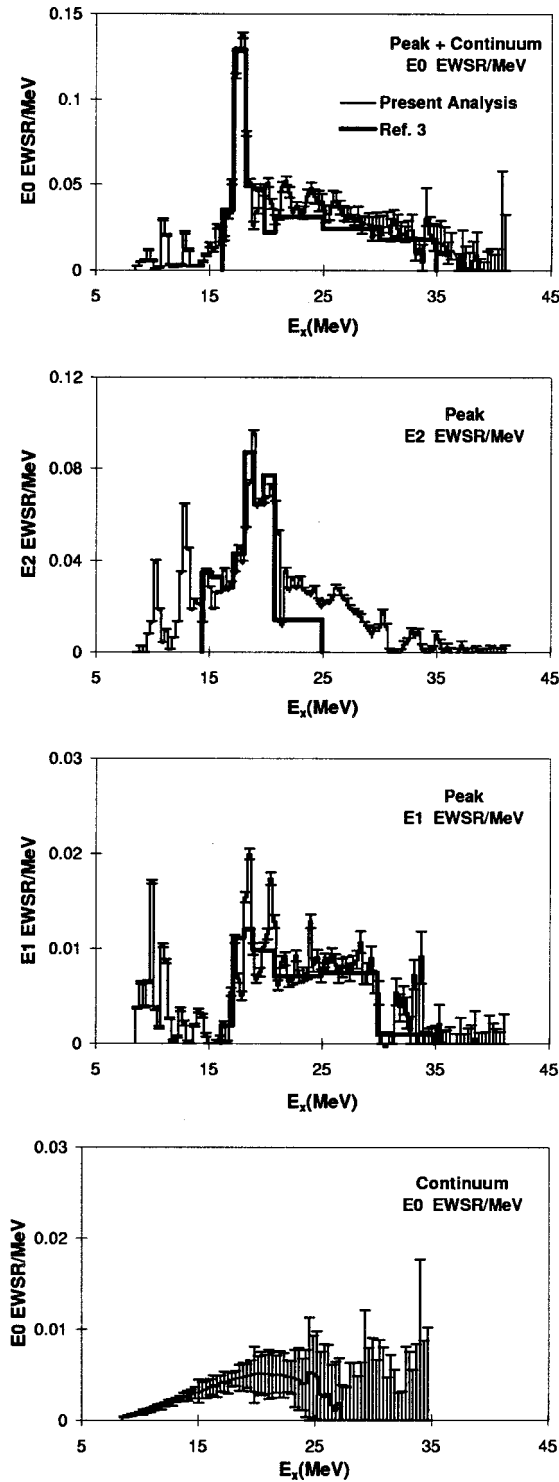 Peak + Continuum
E0 EWSR/MeV
Present Analysis
Ref. 3
E0 EWSR/MeV
0.15
0.1
0.05
0
5 15 25 35 45
Ex(MeV)
Peak
E2 EWSR/MeV
E2 EWSR/MeV
0.12
0.08
0.04
0
5 15 25 35 45
Ex(MeV)
Peak
E1 EWSR/MeV
E1 EWSR/MeV
0.03
0.02
0.01
0
5 15 25 35 45
Ex(MeV)
Continuum
E0 EWSR/MeV
E0 EWSR/MeV
0.03
0.02
0.01
0
5 15 25 35 45
Ex(MeV)